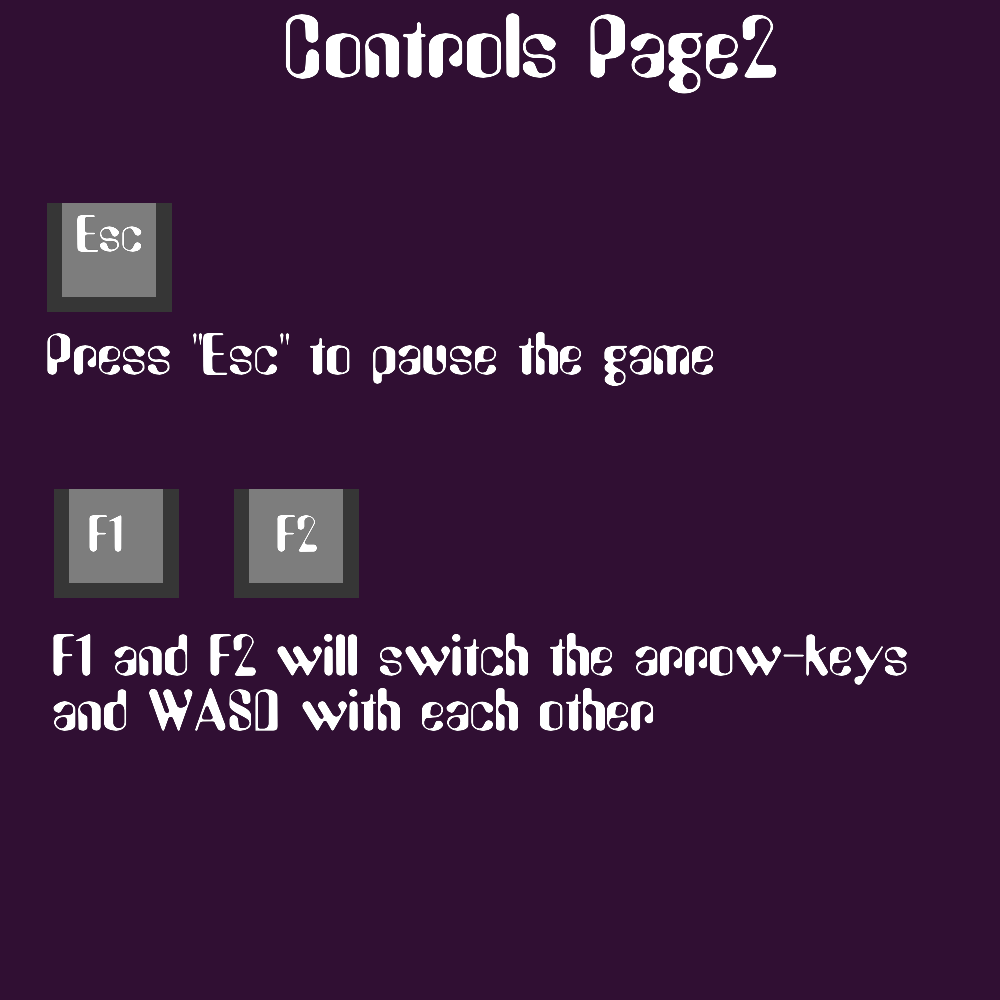 Controls Page2
Esc
Press "Esc" to pause the game
F1 F2
F1 and F2 will switch the arrow-keys
and WASD with each other